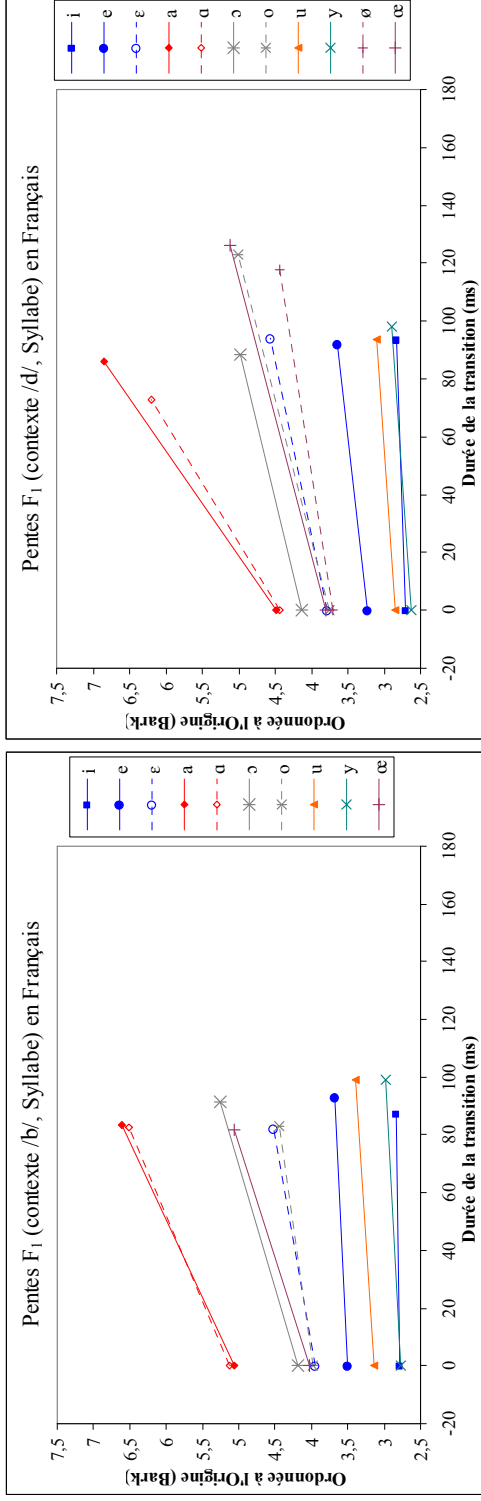 Pentes F1 (contexte /b/, Syllabe) en Français
Ordonnée à l'Origine (Bark)
7,5
7
6,5
6
5,5
5
4,5
4
3,5
3
2,5
-20
0
20
40
60
80
100
120
140
160
180
Durée de la transition (ms)
i
e
ɛ
a
ɑ
ɔ
o
u
y
œ
Pentes F1 (contexte /d/, Syllabe) en Français
Ordonnée à l'Origine (Bark)
7,5
7
6,5
6
5,5
5
4,5
4
3,5
3
2,5
-20
0
20
40
60
80
100
120
140
160
180
Durée de la transition (ms)
i
e
ɛ
a
ɑ
ɔ
o
u
y
ø
œ